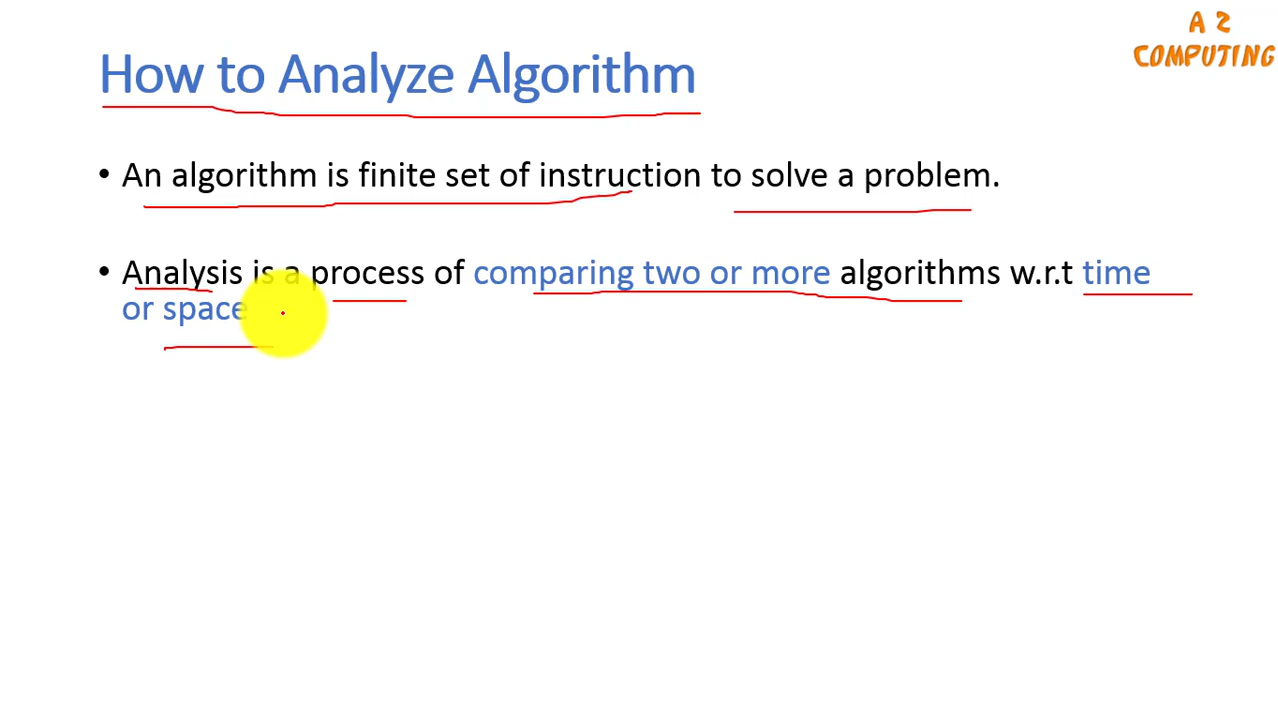 A 2
COMPUTING
How to Analyze Algorithm
• An algorithm is finite set of instruction to solve a problem.
• Analysis is a process of comparing two or more algorithms w.r.t time
or space